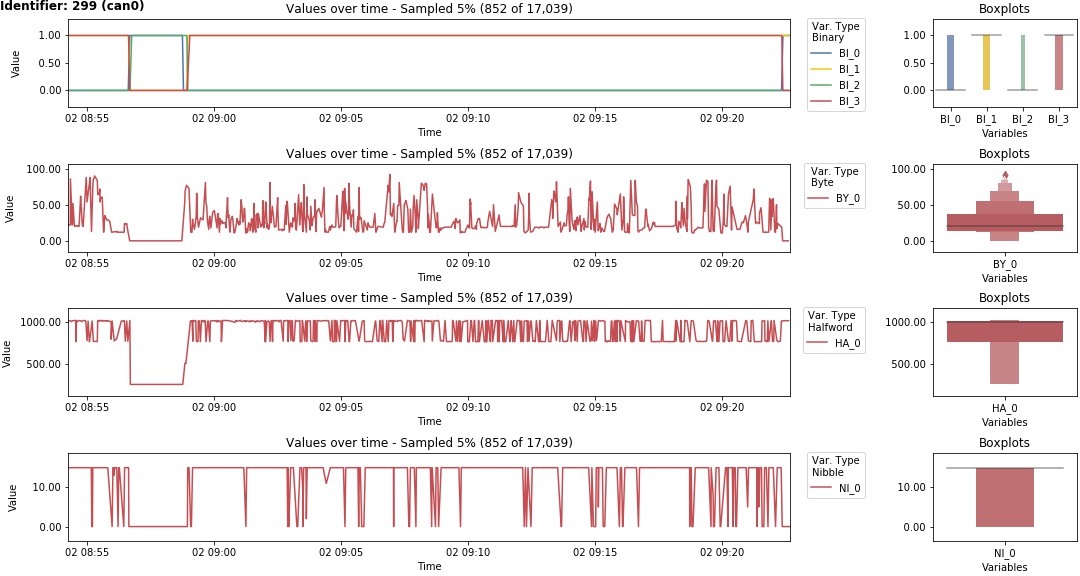 Identifier: 299 (can0)
Values over time - Sampled 5% (852 of 17,039)
Boxplots
Value
1.00
0.50
0.00
02 08:55
02 09:00
02 09:05
02 09:10
02 09:15
02 09:20
Time
Var. Type
Binary
BI_0
BI_1
BI_2
BI_3
1.00
0.50
0.00
BI_0
BI_1
BI_2
BI_3
Variables
Values over time - Sampled 5% (852 of 17,039)
Boxplots
Value
100.00
50.00
0.00
02 08:55
02 09:00
02 09:05
02 09:10
02 09:15
02 09:20
Time
Var. Type
Byte
BY_0
100.00
50.00
0.00
BY_0
Variables
Values over time - Sampled 5% (852 of 17,039)
Boxplots
Value
1000.00
500.00
02 08:55
02 09:00
02 09:05
02 09:10
02 09:15
02 09:20
Time
Var. Type
Halfword
HA_0
1000.00
500.00
HA_0
Variables
Values over time - Sampled 5% (852 of 17,039)
Boxplots
Value
10.00
0.00
02 08:55
02 09:00
02 09:05
02 09:10
02 09:15
02 09:20
Time
Var. Type
Nibble
NI_0
10.00
0.00
NI_0
Variables